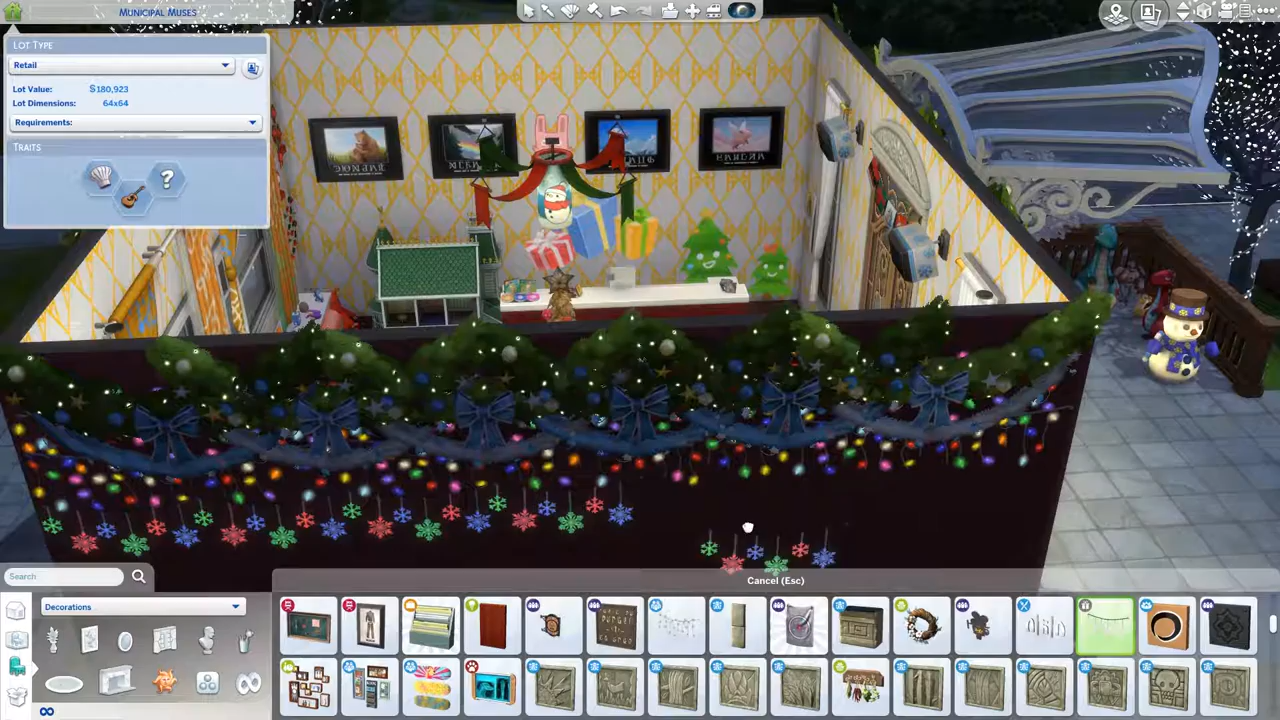 MUNICIPAL MUSES
LOT TYPE
Retail
Lot Value: $180,923
Lot Dimensions: 64x64
Requirements:
TRAITS
?
Cancel (Esc)
Search
Decorations